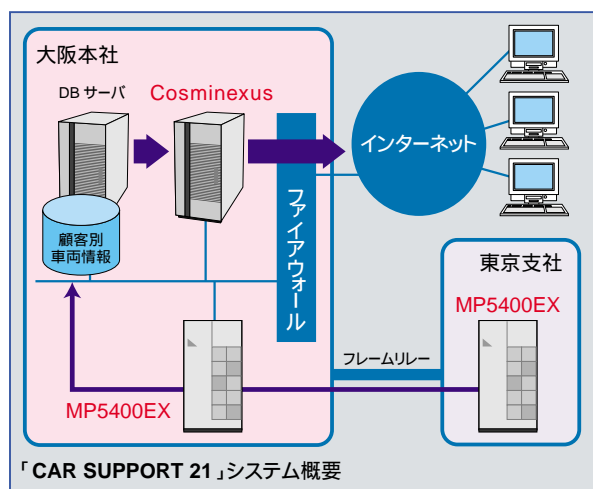 大阪本社
DB サーバ
Cosminexus
インターネット
ファイアウォール
顧客別
車両情報
東京支社
MP5400EX
フレームリレー
MP5400EX
「CAR SUPPORT 21」システム概要